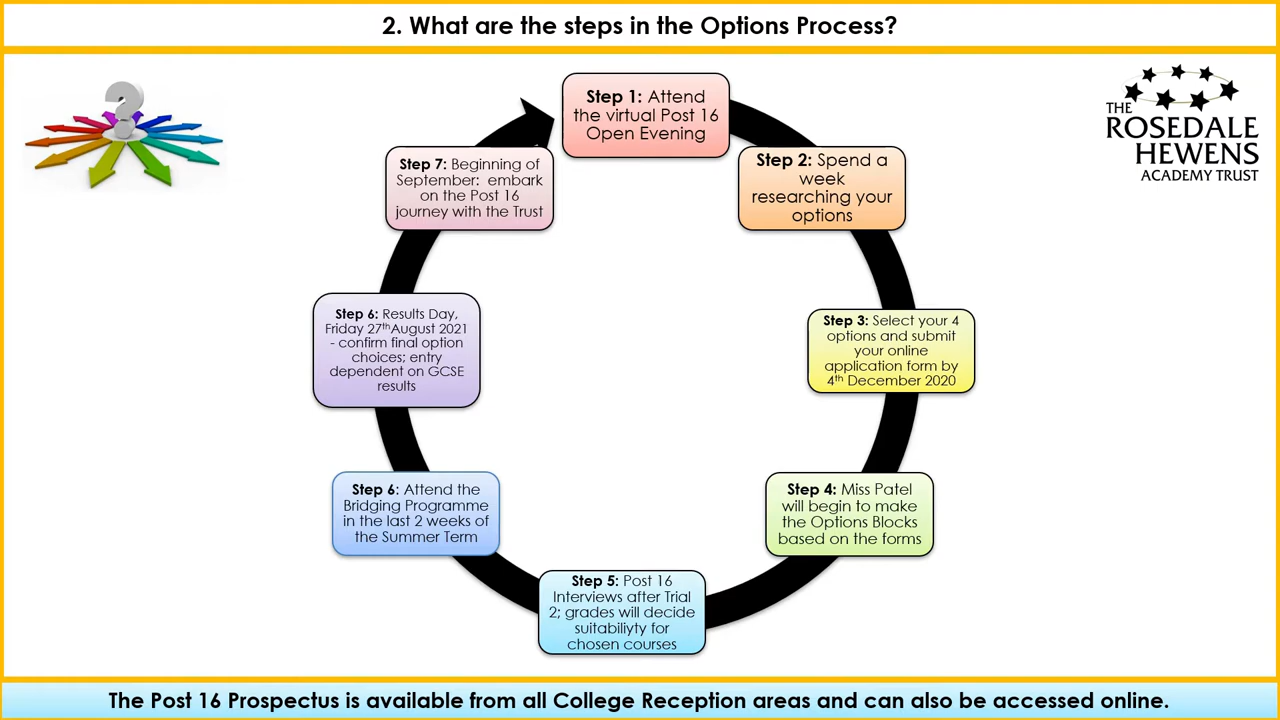 2. What are the steps in the Options Process?
THE
ROSEDALE
HEWENS
ACADEMY TRUST
Step 1: Attend
the virtual Post 16
Open Evening
Step 2: Spend a
week
researching your
options
Step 3: Select your 4
options and submit
your online
application form by
4th December 2020
Step 4: Miss Patel
will begin to make
the Options Blocks
based on the forms
Step 5: Post 16
Interviews after Trial
2; grades will decide
suitabiliyty for
chosen courses
Step 6: Attend the
Bridging Programme
in the last 2 weeks of
the Summer Term
Step 6: Results Day,
Friday 27thAugust 2021
- confirm final option
choices; entry
dependent on GCSE
results
Step 7: Beginning of
September: embark
on the Post 16
journey with the Trust
The Post 16 Prospectus is available from all College Reception areas and can also be accessed online.